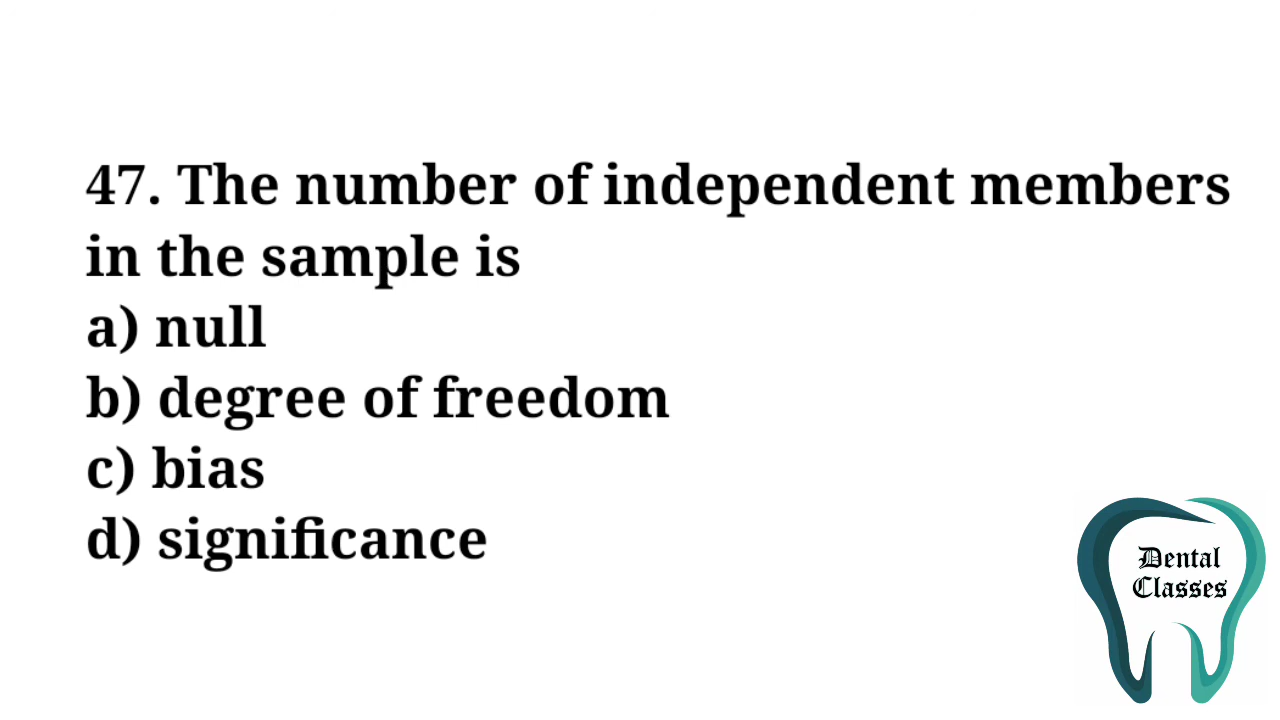 47. The number of independent members
in the sample is
a) null
b) degree of freedom
c) bias
d) significance
Dental
Classes